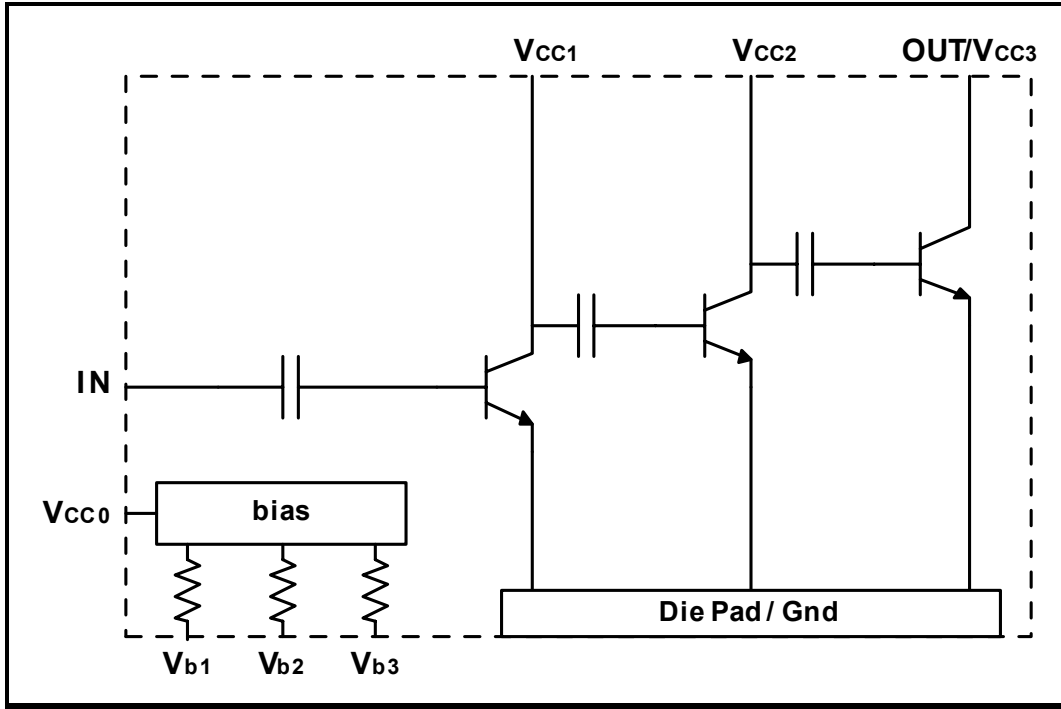 VCC1
VCC2
OUT/VCC3
IN
VCC0
bias
Die Pad / Gnd
Vb1
Vb2
Vb3